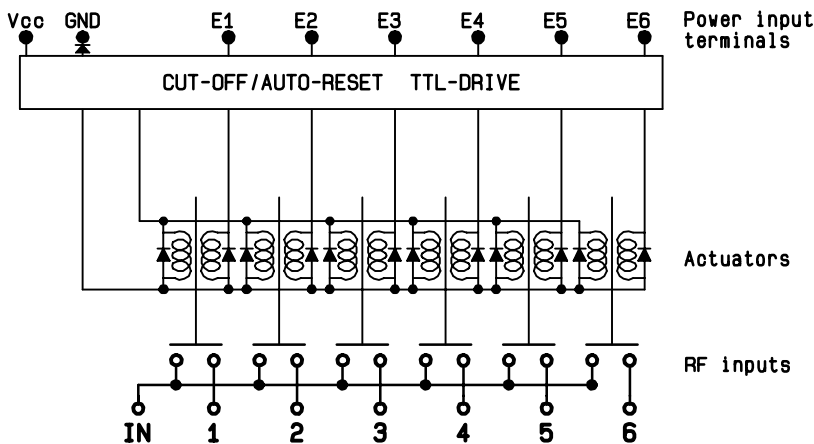 Vcc GND E1 E2 E3 E4 E5 E6 Power input
terminals
CUT-OFF/AUTO-RESET TTL-DRIVE
Actuators
RF inputs
IN 1 2 3 4 5 6